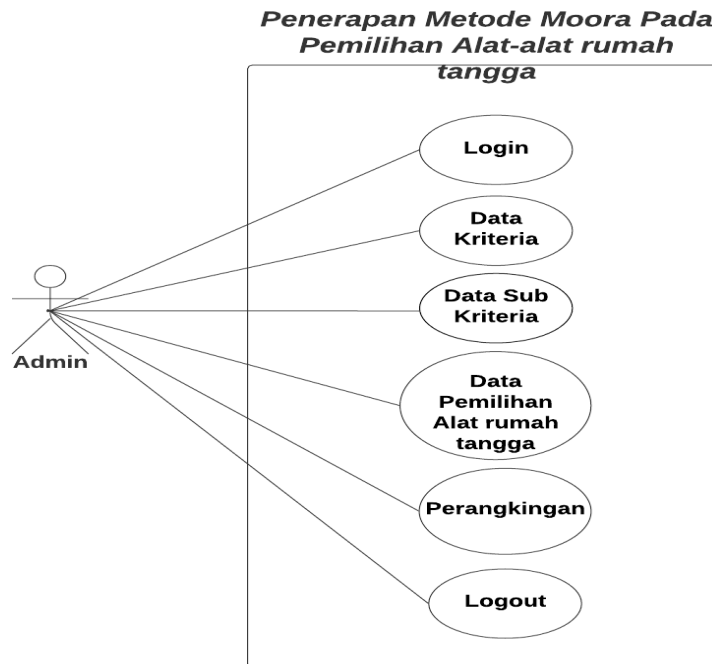 Penerapan Metode Moora Pada
Pemilihan Alat-alat rumah
tangga
Login
Data
Kriteria
Data Sub
Kriteria
Admin
Data
Pemilihan
Alat rumah
tangga
Perangkingan
Logout